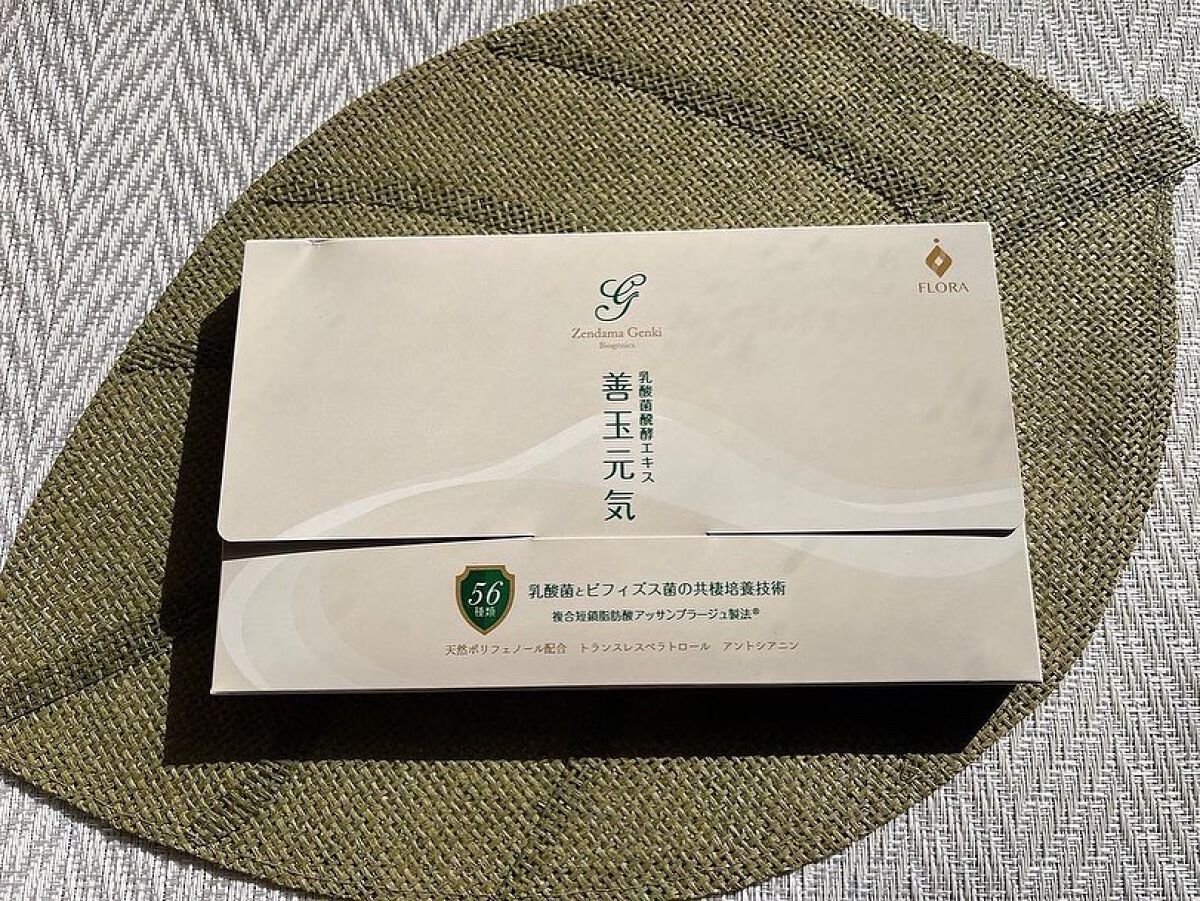 FLORA
G
Zendama Genki
Biogenics
乳酸菌醗酵エキス
善玉元気
56
種類
乳酸菌とビフィズス菌の共棲培養技術
複合短鎖脂肪酸アッサンブラージュ製法®
天然ポリフェノール配合 トランスレスベラトロール アントシアニン